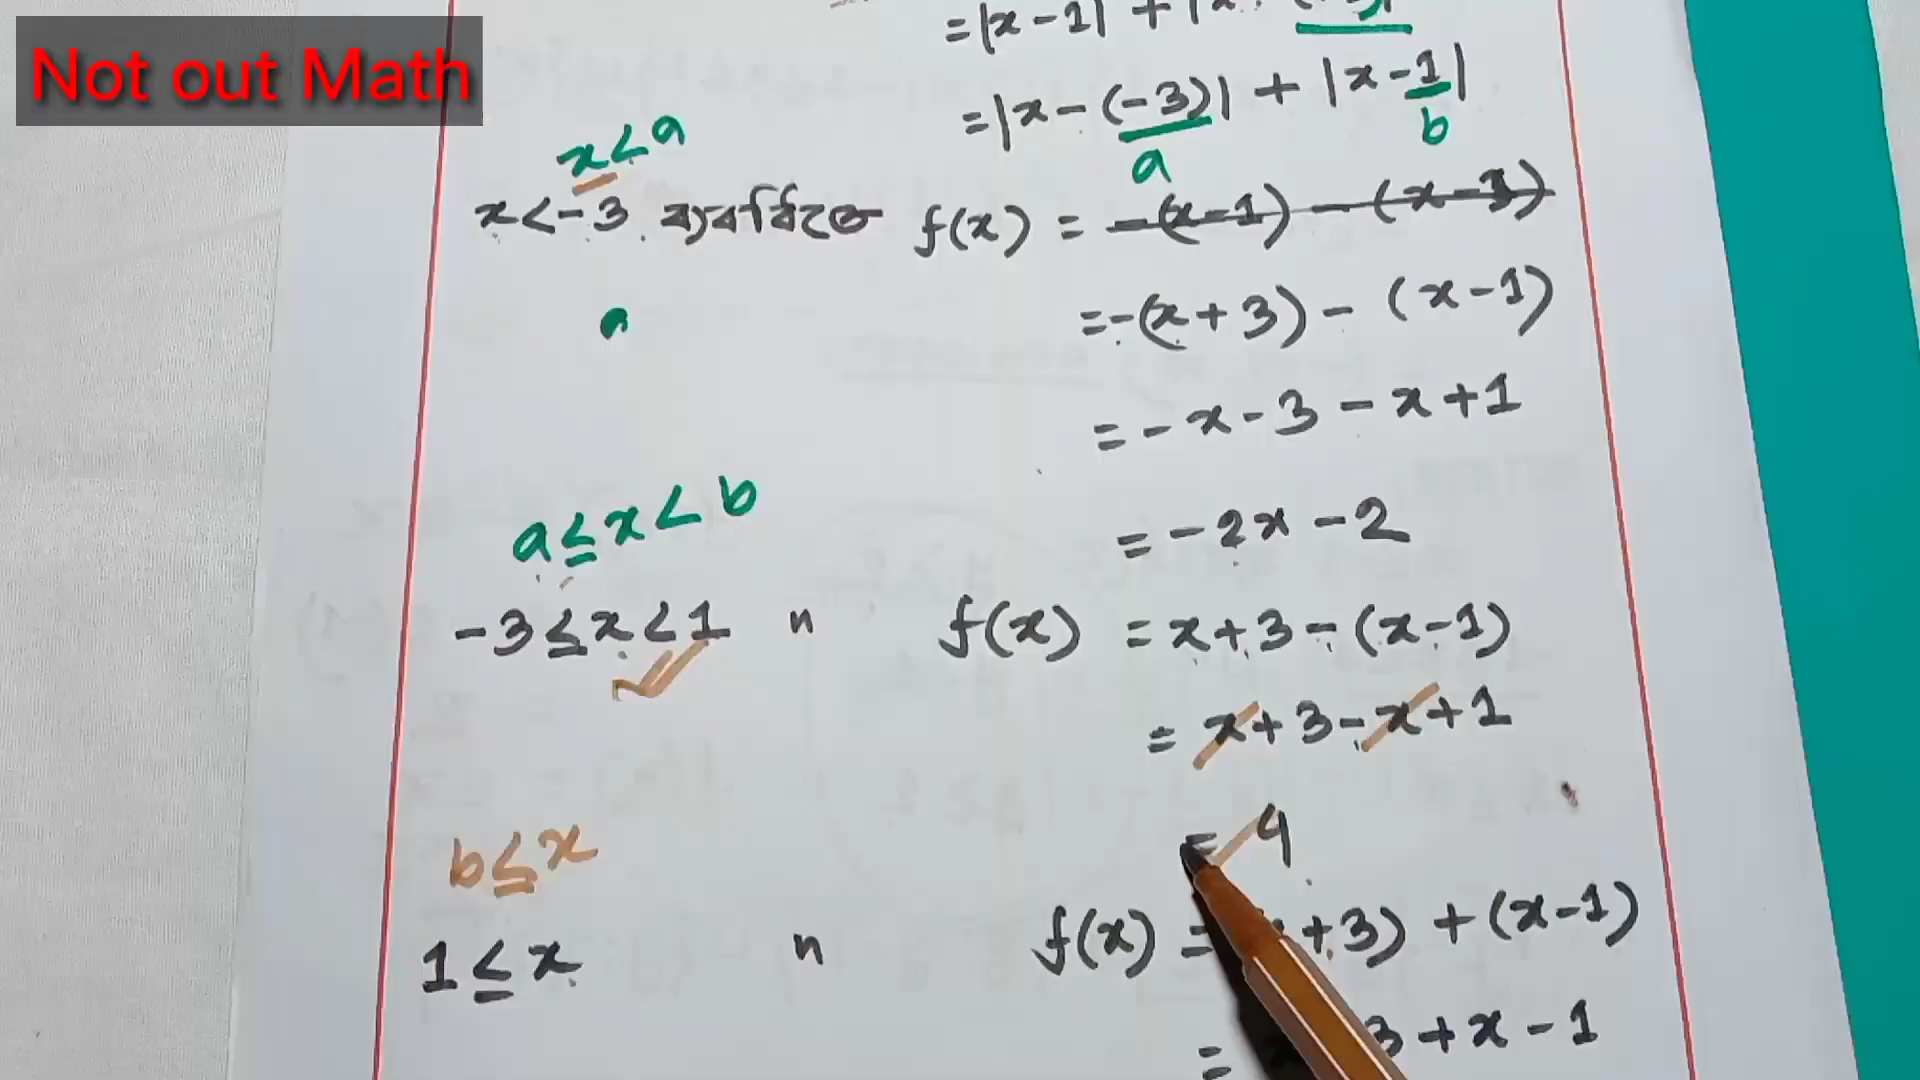 Not out Math
=|x-1| + |x
=|x-(-3)| + |x-1|
a b
x<a
x<-3 ব্যবধিতে f(x) = -(x-1) - (x-1)
=-(x+3) - (x-1)
a
= -x-3-x+1
a≤x<b
= -2x-2
-3≤x<1 " f(x) = x+3-(x-1)
= x+3-x+1
= 4
b≤x
1≤x " f(x) = +3) + (x-1)
= 3+x-1